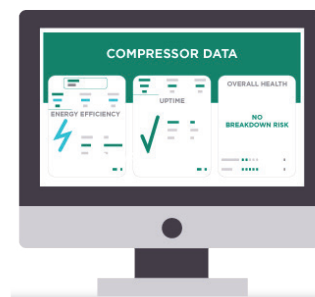 COMPRESSOR DATA
ENERGY EFFICIENCY
UPTIME
OVERALL HEALTH
NO
BREAKDOWN RISK